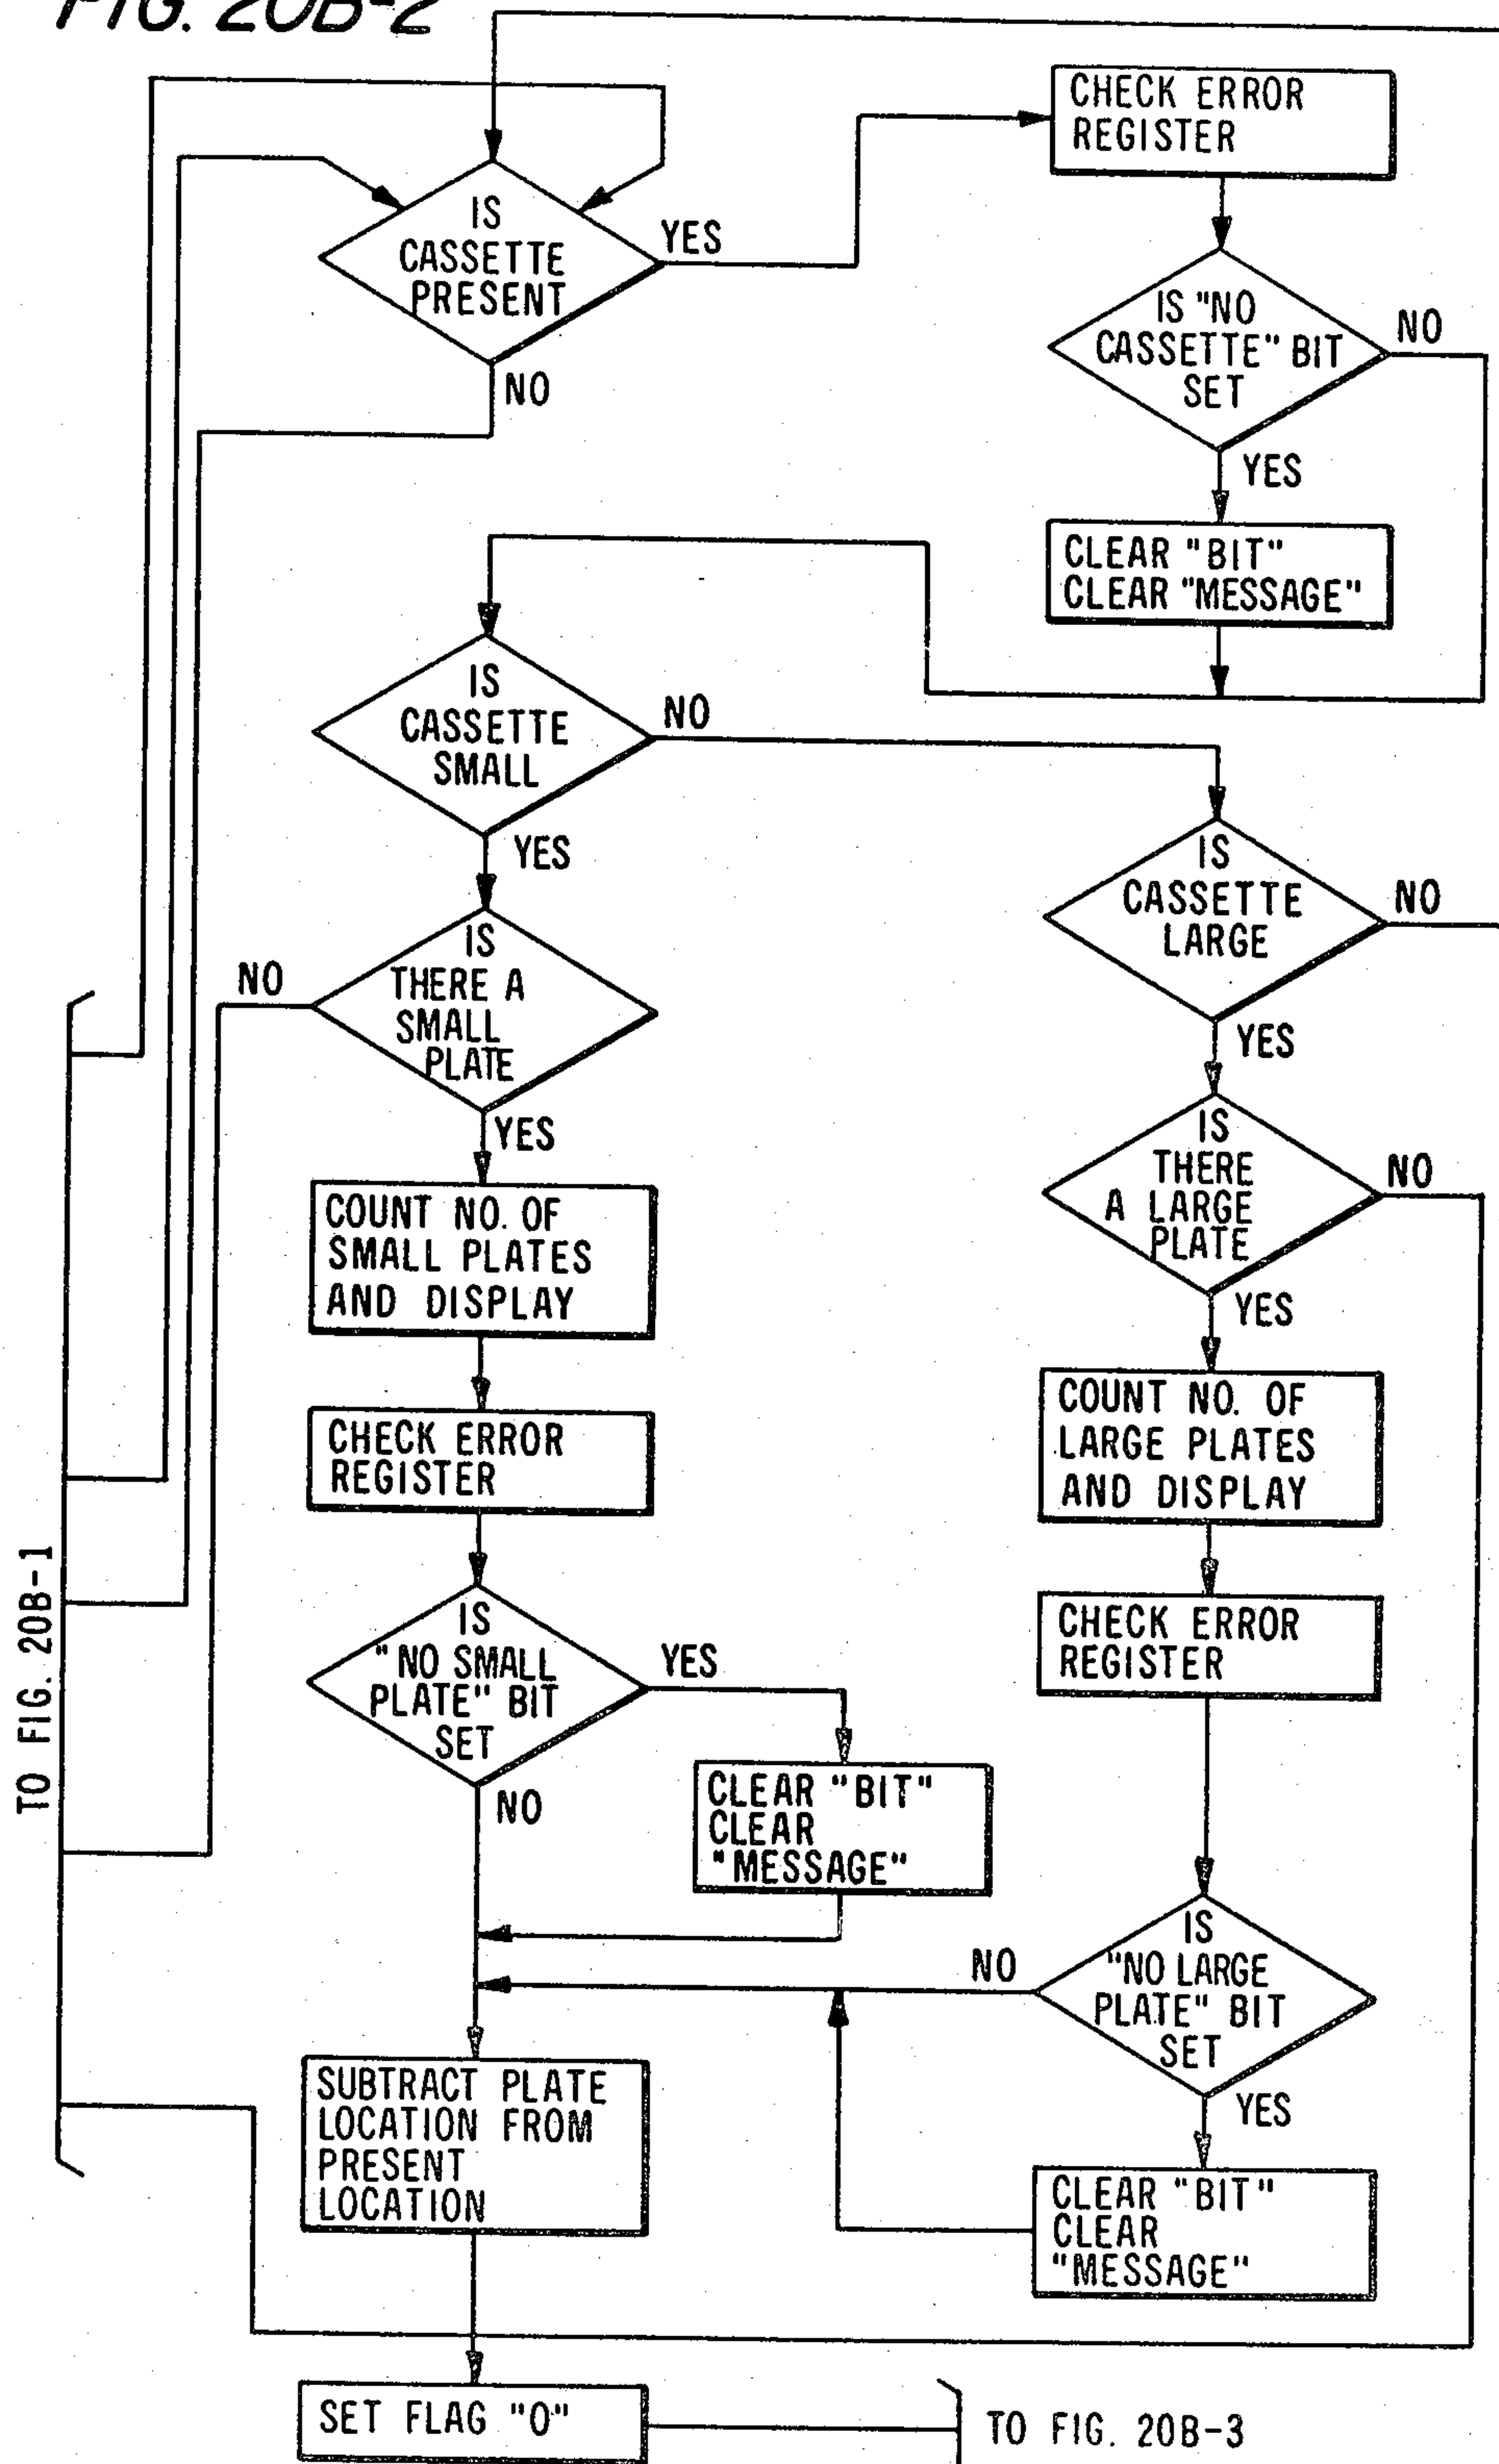 FIG. 20B-2
CHECK ERROR
REGISTER
IS
CASSETTE
PRESENT
YES
NO
IS "NO
CASSETTE" BIT
SET
NO
YES
CLEAR "BIT"
CLEAR "MESSAGE"
IS
CASSETTE
SMALL
NO
YES
IS
CASSETTE
LARGE
NO
YES
IS
THERE A
SMALL
PLATE
NO
YES
IS
THERE
A LARGE
PLATE
NO
YES
COUNT NO. OF
SMALL PLATES
AND DISPLAY
COUNT NO. OF
LARGE PLATES
AND DISPLAY
CHECK ERROR
REGISTER
CHECK ERROR
REGISTER
TO FIG. 20B-1
IS
"NO SMALL
PLATE" BIT
SET
YES
NO
CLEAR "BIT"
CLEAR
"MESSAGE"
IS
"NO LARGE
PLATE" BIT
SET
NO
YES
SUBTRACT PLATE
LOCATION FROM
PRESENT
LOCATION
CLEAR "BIT"
CLEAR
"MESSAGE"
SET FLAG "0"
TO FIG. 20B-3